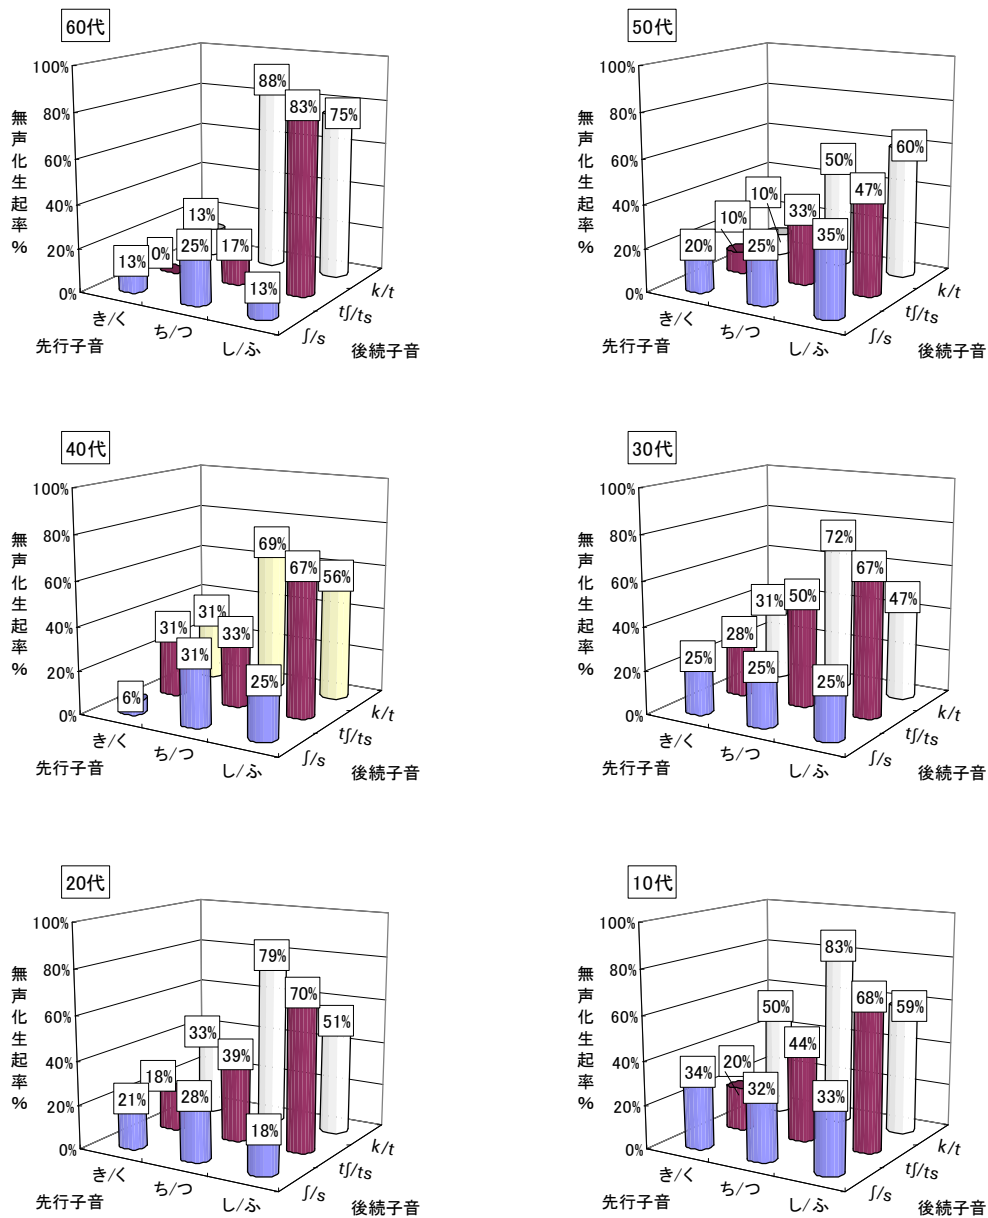 60代
100%
80%
60%
40%
20%
0%
無声化生起率%
88%
83%
75%
13%
0%
13%
25%
17%
13%
き/く
ち/つ
し/ふ
ʃ/s
tʃ/ts
k/t
先行子音
後続子音
50代
100%
80%
60%
40%
20%
0%
無声化生起率%
50%
60%
47%
10%
33%
10%
35%
20%
25%
き/く
ち/つ
し/ふ
ʃ/s
tʃ/ts
k/t
先行子音
後続子音
40代
100%
80%
60%
40%
20%
0%
無声化生起率%
69%
67%
56%
31%
31%
33%
31%
25%
6%
き/く
ち/つ
し/ふ
ʃ/s
tʃ/ts
k/t
先行子音
後続子音
30代
100%
80%
60%
40%
20%
0%
無声化生起率%
72%
67%
47%
31%
50%
28%
25%
25%
25%
き/く
ち/つ
し/ふ
ʃ/s
tʃ/ts
k/t
先行子音
後続子音
20代
100%
80%
60%
40%
20%
0%
無声化生起率%
79%
70%
51%
33%
39%
18%
21%
28%
18%
き/く
ち/つ
し/ふ
ʃ/s
tʃ/ts
k/t
先行子音
後続子音
10代
100%
80%
60%
40%
20%
0%
無声化生起率%
83%
68%
59%
50%
44%
20%
34%
32%
33%
き/く
ち/つ
し/ふ
ʃ/s
tʃ/ts
k/t
先行子音
後続子音